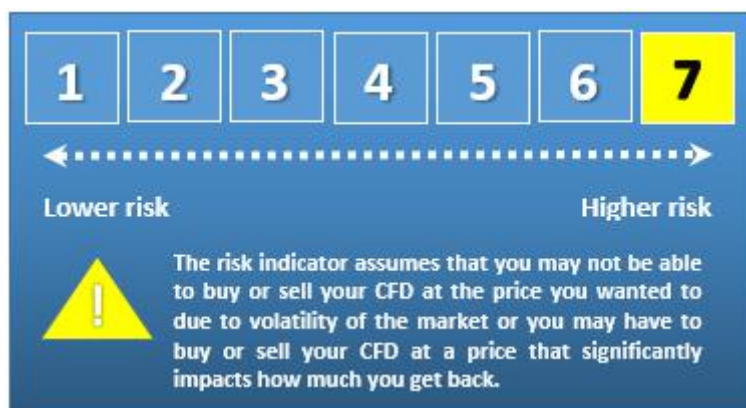 1 2 3 4 5 6 7
Lower risk Higher risk
!
The risk indicator assumes that you may not be able
to buy or sell your CFD at the price you wanted to
due to volatility of the market or you may have to
buy or sell your CFD at a price that significantly
impacts how much you get back.